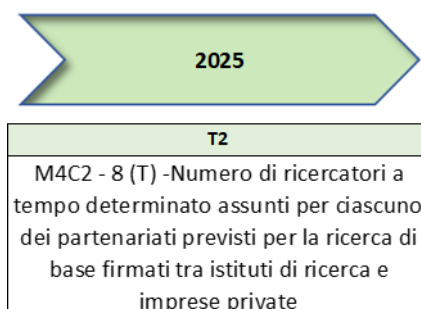 2025
T2
M4C2 - 8 (T) -Numero di ricercatori a
tempo determinato assunti per ciascuno
dei partenariati previsti per la ricerca di
base firmati tra istituti di ricerca e
imprese private